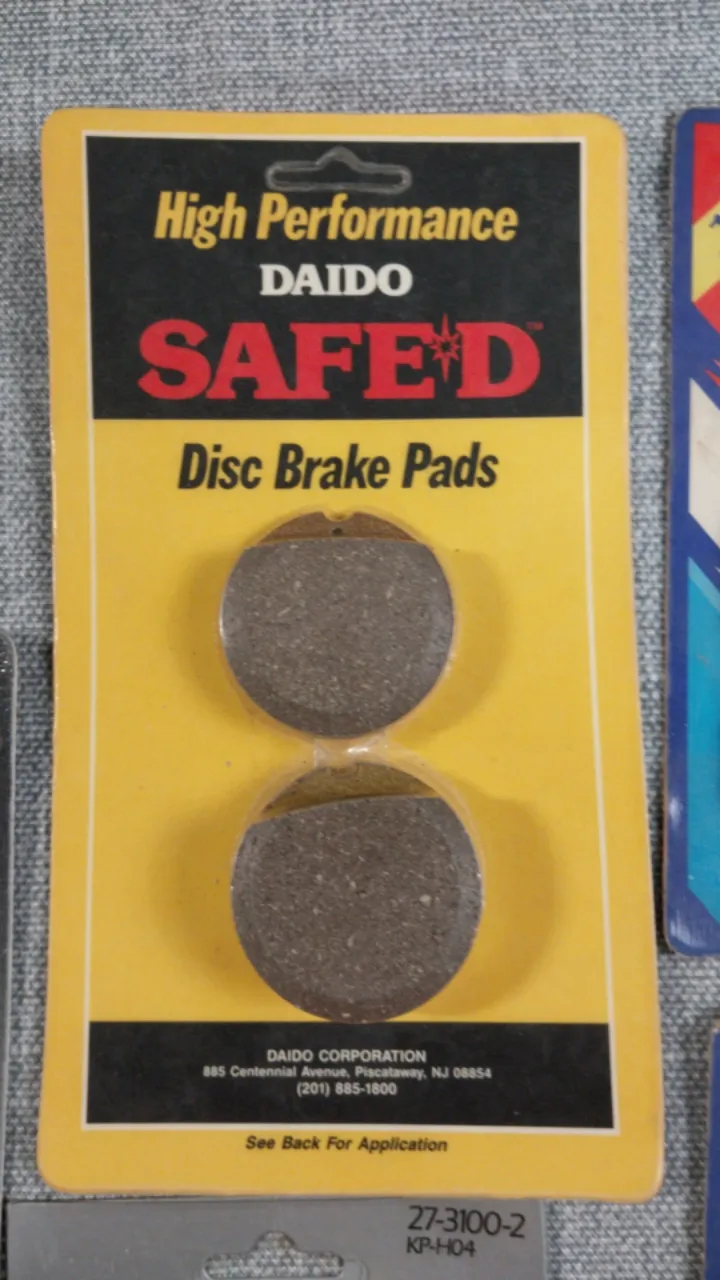 High Performance
DAIDO
SAFE'D™
Disc Brake Pads
DAIDO CORPORATION
885 Centennial Avenue, Piscataway, NJ 08854
(201) 885-1800
See Back For Application
27-3100-2
KP-H04